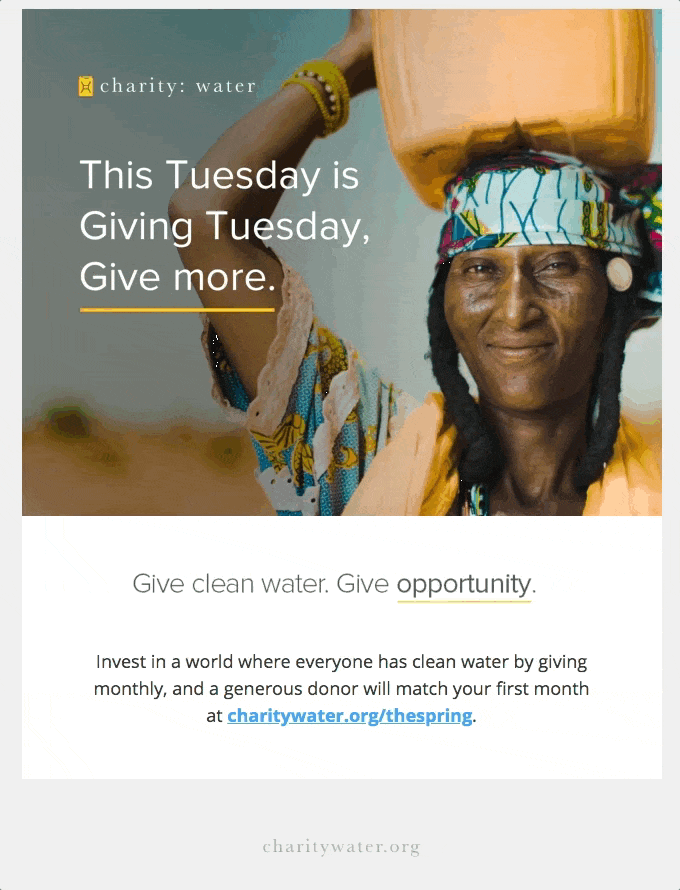 charity: water
This Tuesday is
Giving Tuesday,
Give more.
Give clean water. Give opportunity.
Invest in a world where everyone has clean water by giving
monthly, and a generous donor will match your first month
at charitywater.org/thespring.
charitywater.org